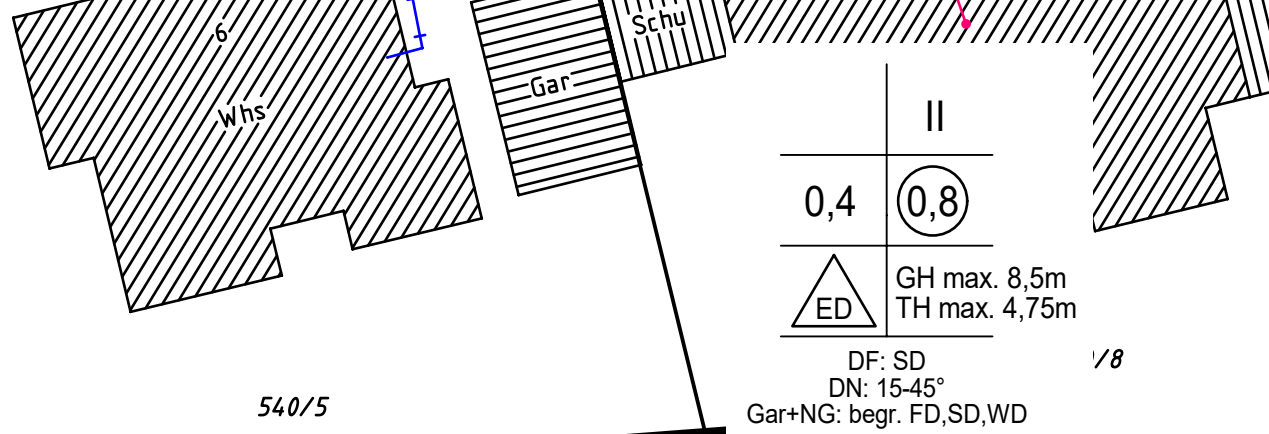 6
Schu
Gar
Whs
II
0,4 0,8
ED GH max. 8,5m
TH max. 4,75m
DF: SD
/8
DN: 15-45°
540/5
Gar+NG: begr. FD,SD,WD